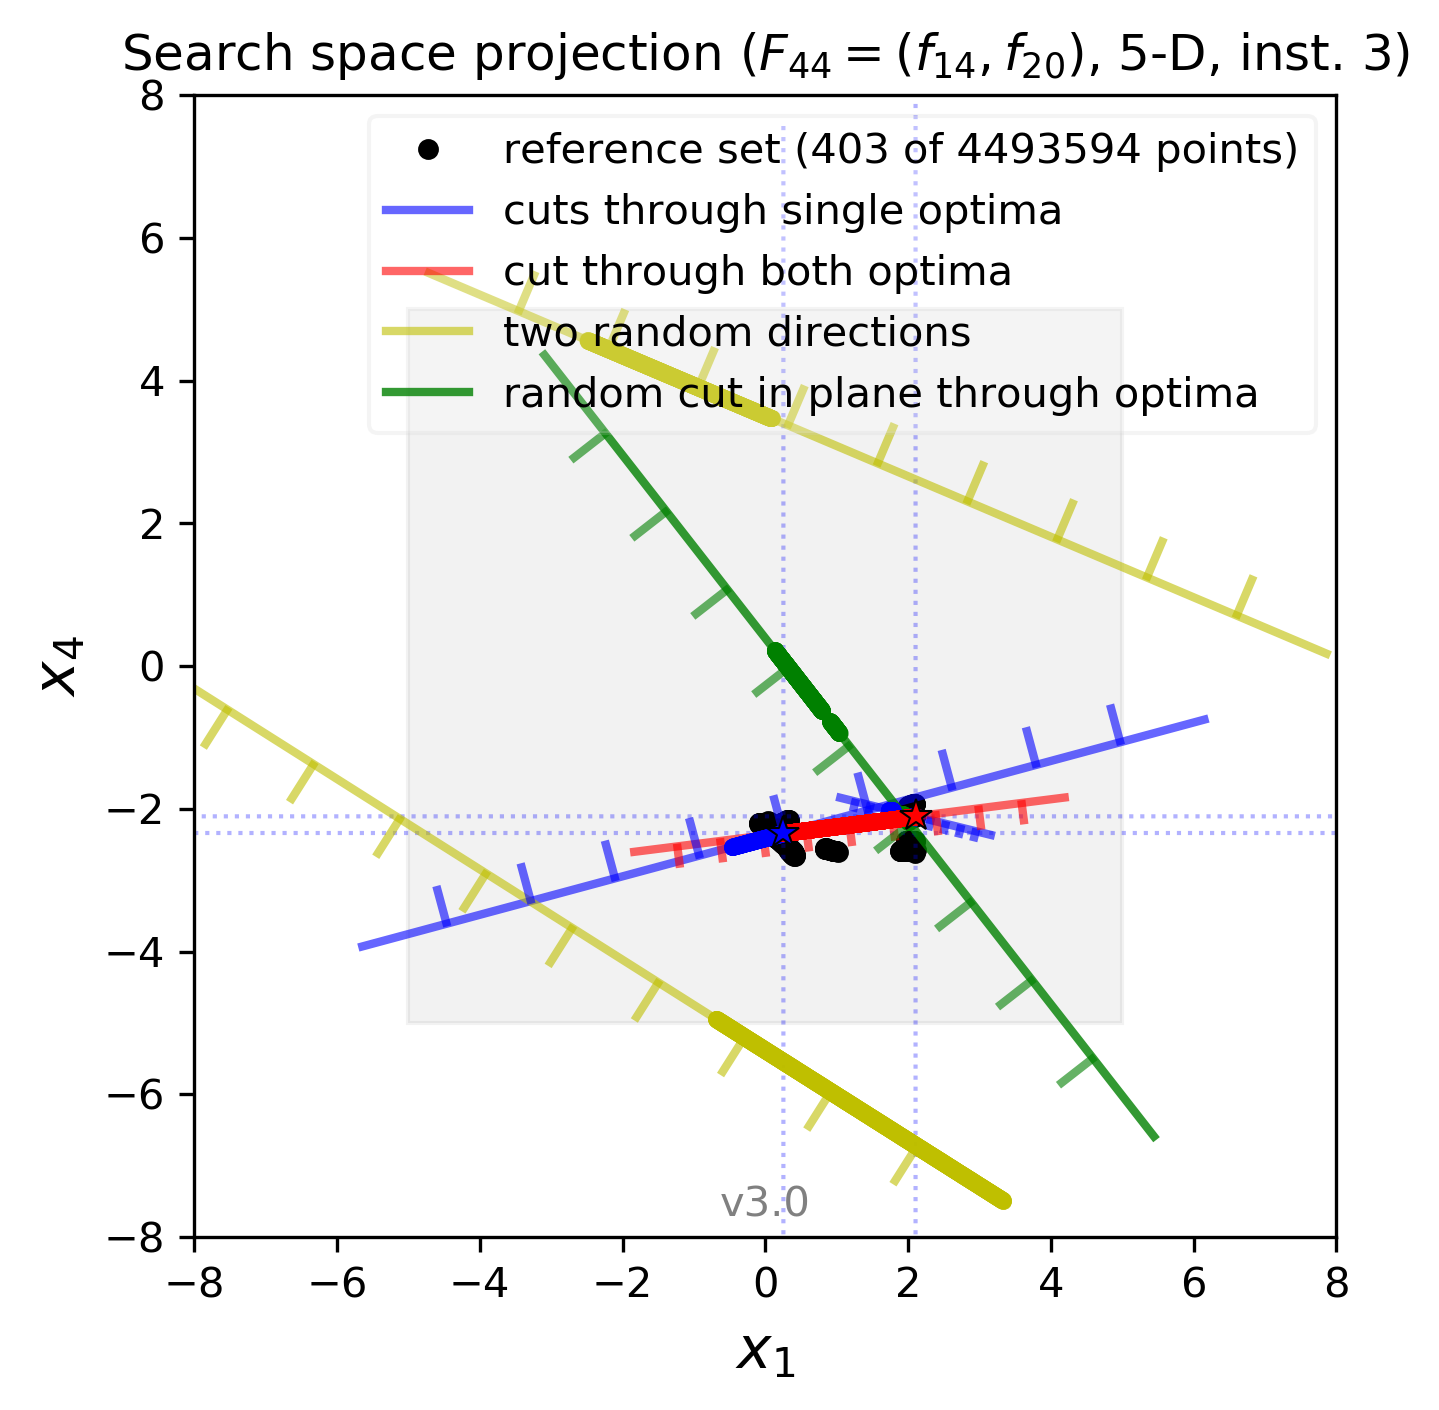 Search space projection (F44 = (f14, f20), 5-D, inst. 3)
reference set (403 of 4493594 points)
cuts through single optima
cut through both optima
two random directions
random cut in plane through optima
8
6
4
2
0
−2
−4
−6
−8
x4
v3.0
−8 −6 −4 −2 0 2 4 6 8
x1